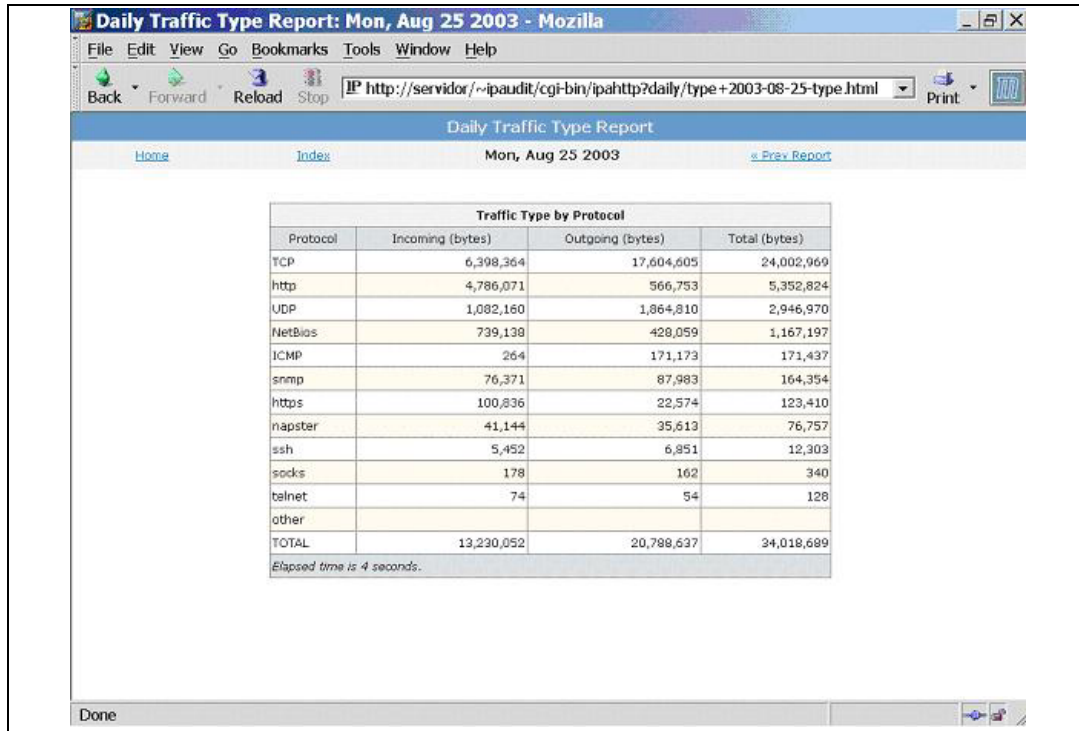 Daily Traffic Type Report: Mon, Aug 25 2003 - Mozilla
File Edit View Go Bookmarks Tools Window Help
Back Forward Reload Stop http://servidor/~ipaudit/cgi-bin/ipahttp?daily/type+2003-08-25-type.html Print
Daily Traffic Type Report
Home Index Mon, Aug 25 2003 « Prev Report
Traffic Type by Protocol
Protocol Incoming (bytes) Outgoing (bytes) Total (bytes)
TCP 6,398,364 17,604,605 24,002,969
http 4,786,071 566,753 5,352,824
UDP 1,082,160 1,864,810 2,946,970
NetBios 739,138 428,059 1,167,197
ICMP 264 171,173 171,437
snmp 76,371 87,983 164,354
https 100,836 22,574 123,410
napster 41,144 35,613 76,757
ssh 5,452 6,851 12,303
socks 178 162 340
telnet 74 54 128
other
TOTAL 13,230,052 20,788,637 34,018,689
Elapsed time is 4 seconds.
Done